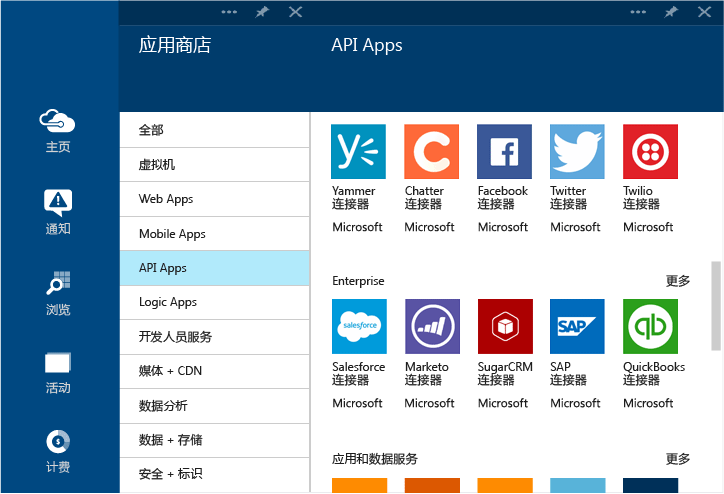 应用商店
API Apps
主页
通知
浏览
活动
计费
全部
虚拟机
Web Apps
Mobile Apps
API Apps
Logic Apps
开发人员服务
媒体 + CDN
数据分析
数据 + 存储
安全 + 标识
Yammer
连接器
Microsoft
Chatter
连接器
Microsoft
Facebook
连接器
Microsoft
Twitter
连接器
Microsoft
Twilio
连接器
Microsoft
Enterprise
更多
salesforce
Salesforce
连接器
Microsoft
Marketo
连接器
Microsoft
SugarCRM
连接器
Microsoft
SAP
SAP
连接器
Microsoft
qb
QuickBooks
连接器
Microsoft
应用和数据服务
更多